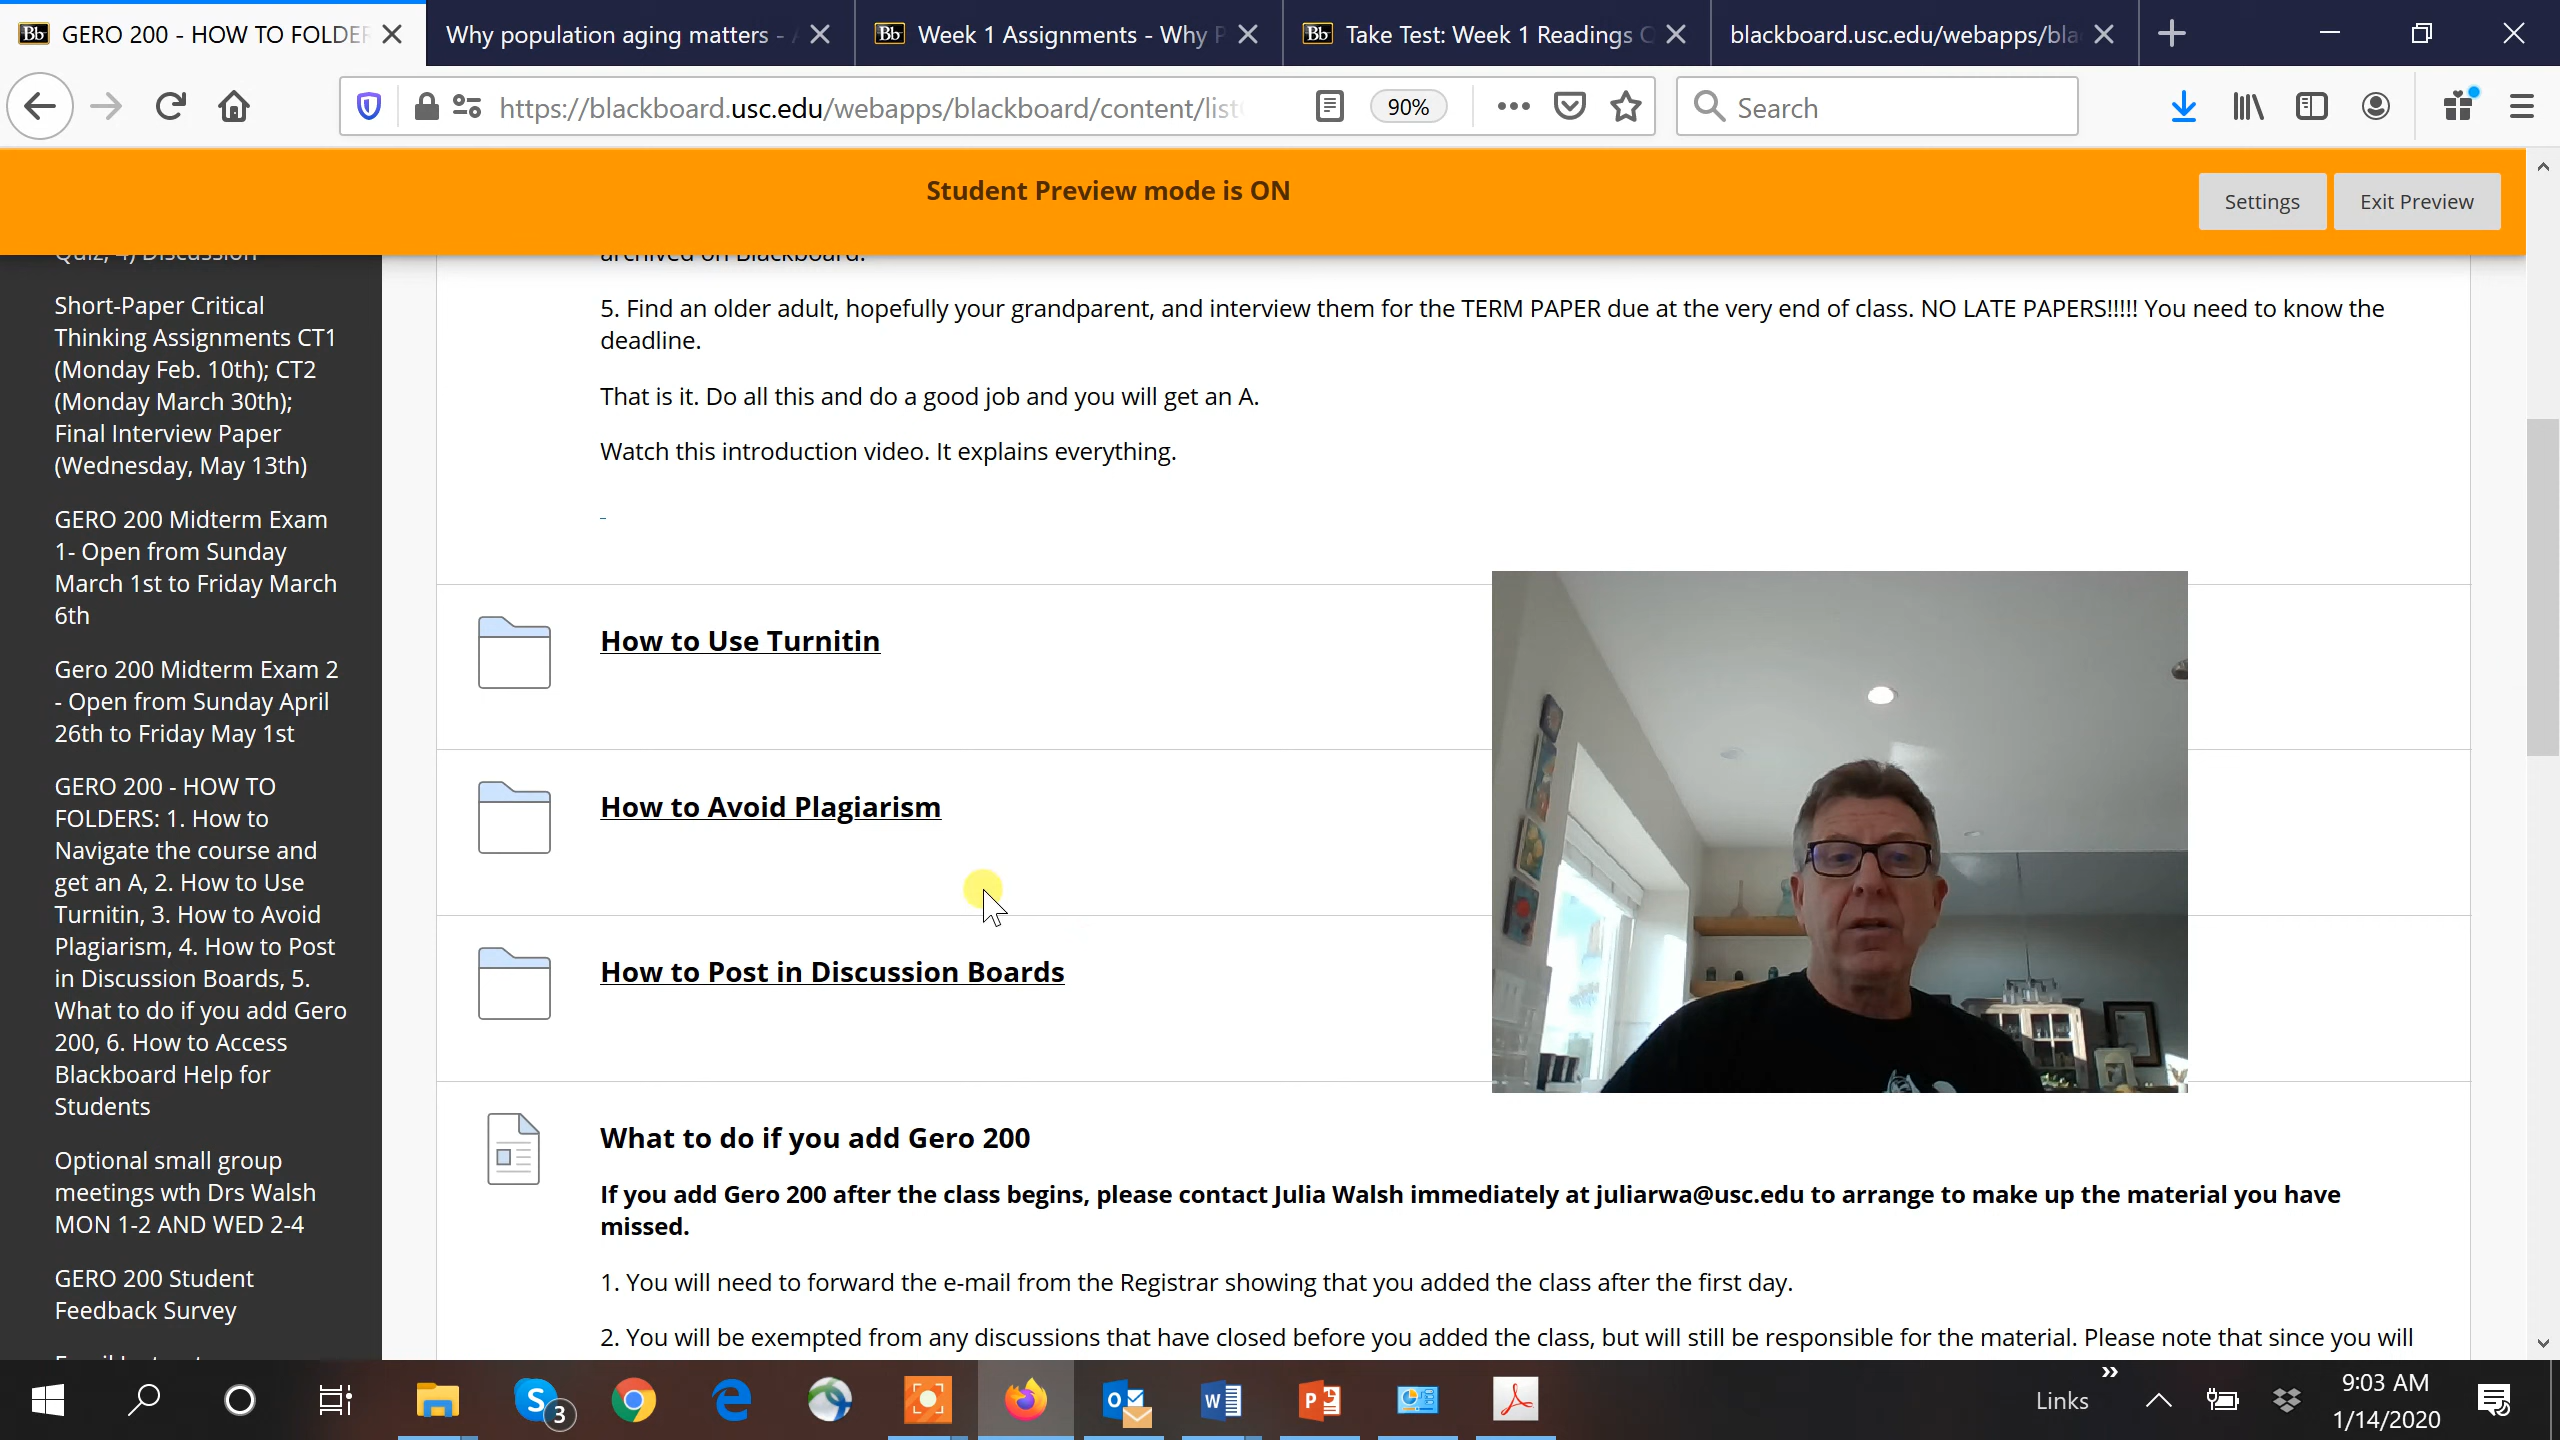 GERO 200 - HOW TO FOLDE
Why population aging matters -
Week 1 Assignments - Why P
Take Test: Week 1 Readings
blackboard.usc.edu/webapps/bla
https://blackboard.usc.edu/webapps/blackboard/content/list
90%
Search
Student Preview mode is ON
Settings
Exit Preview
Quiz, 4) Discussion
Short-Paper Critical
Thinking Assignments CT1
(Monday Feb. 10th); CT2
(Monday March 30th);
Final Interview Paper
(Wednesday, May 13th)
GERO 200 Midterm Exam
1- Open from Sunday
March 1st to Friday March
6th
Gero 200 Midterm Exam 2
- Open from Sunday April
26th to Friday May 1st
GERO 200 - HOW TO
FOLDERS: 1. How to
Navigate the course and
get an A, 2. How to Use
Turnitin, 3. How to Avoid
Plagiarism, 4. How to Post
in Discussion Boards, 5.
What to do if you add Gero
200, 6. How to Access
Blackboard Help for
Students
Optional small group
meetings wth Drs Walsh
MON 1-2 AND WED 2-4
GERO 200 Student
Feedback Survey
archived on Blackboard.
5. Find an older adult, hopefully your grandparent, and interview them for the TERM PAPER due at the very end of class. NO LATE PAPERS!!!!! You need to know the
deadline.
That is it. Do all this and do a good job and you will get an A.
Watch this introduction video. It explains everything.
How to Use Turnitin
How to Avoid Plagiarism
How to Post in Discussion Boards
What to do if you add Gero 200
If you add Gero 200 after the class begins, please contact Julia Walsh immediately at juliarwa@usc.edu to arrange to make up the material you have
missed.
1. You will need to forward the e-mail from the Registrar showing that you added the class after the first day.
2. You will be exempted from any discussions that have closed before you added the class, but will still be responsible for the material. Please note that since you will
3
Links
9:03 AM
1/14/2020